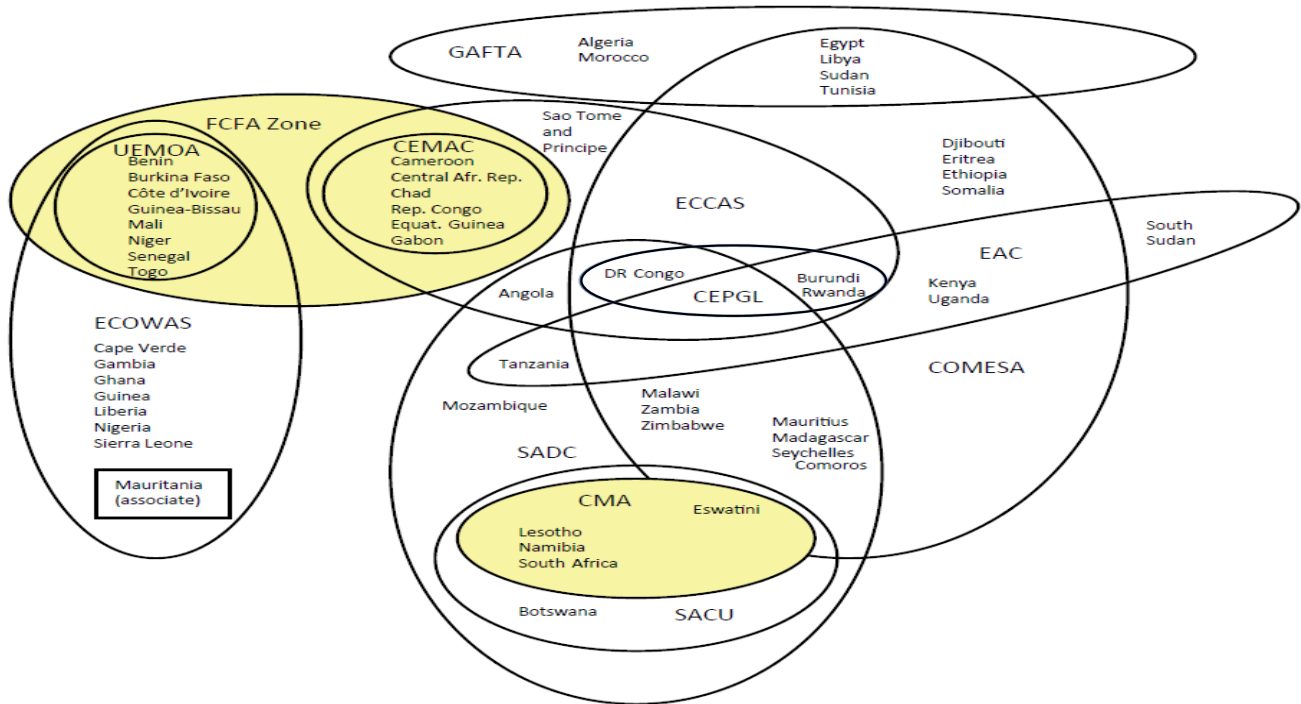 GAFTA
Algeria
Morocco
Egypt
Libya
Sudan
Tunisia
FCFA Zone
UEMOA
Benin
Burkina Faso
Côte d’Ivoire
Guinea-Bissau
Mali
Niger
Senegal
Togo
CEMAC
Cameroon
Central Afr. Rep.
Chad
Rep. Congo
Equat. Guinea
Gabon
Sao Tome
and
Principe
ECCAS
Djibouti
Eritrea
Ethiopia
Somalia
South
Sudan
EAC
Kenya
Uganda
DR Congo
CEPGL
Burundi
Rwanda
Angola
Tanzania
COMESA
ECOWAS
Cape Verde
Gambia
Ghana
Guinea
Liberia
Nigeria
Sierra Leone
Mauritania
(associate)
Mozambique
Malawi
Zambia
Zimbabwe
Mauritius
Madagascar
Seychelles
Comoros
SADC
CMA
Eswatini
Lesotho
Namibia
South Africa
Botswana
SACU